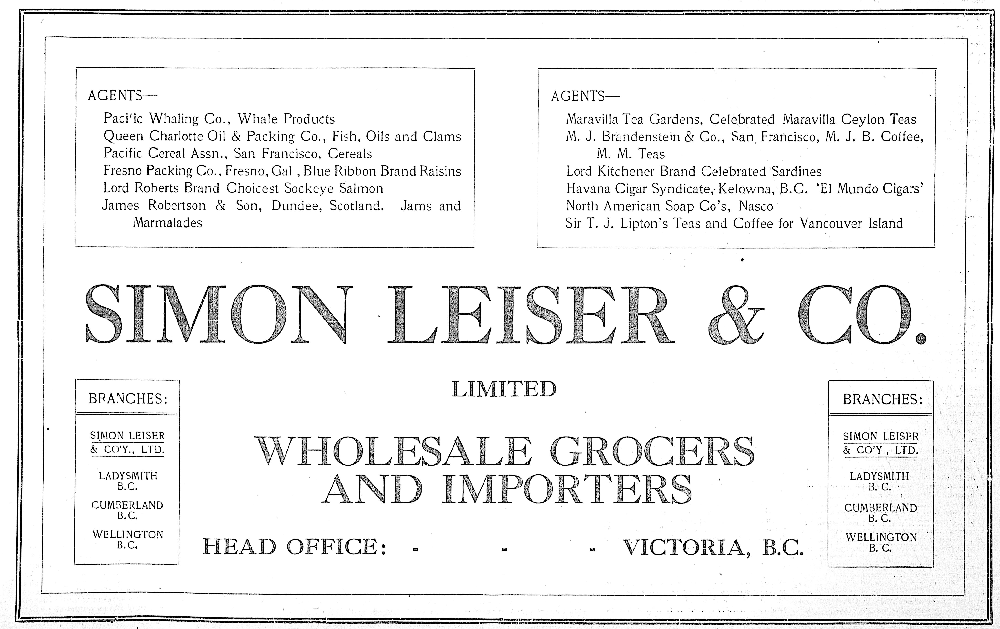 AGENTS—
Pacific Whaling Co., Whale Products
Queen Charlotte Oil & Packing Co., Fish, Oils and Clams
Pacific Cereal Assn., San Francisco, Cereals
Fresno Packing Co., Fresno, Cal , Blue Ribbon Brand Raisins
Lord Roberts Brand Choicest Sockeye Salmon
James Robertson & Son, Dundee, Scotland. Jams and
Marmalades
AGENTS—
Maravilla Tea Gardens, Celebrated Maravilla Ceylon Teas
M. J. Brandenstein & Co., San Francisco, M. J. B. Coffee,
M. M. Teas
Lord Kitchener Brand Celebrated Sardines
Havana Cigar Syndicate, Kelowna, B.C. ‘El Mundo Cigars’
North American Soap Co’s, Nasco
Sir T. J. Lipton’s Teas and Coffee for Vancouver Island
SIMON LEISER & CO.
LIMITED
WHOLESALE GROCERS
AND IMPORTERS
HEAD OFFICE: - - - VICTORIA, B.C.
BRANCHES:
SIMON LEISER
& CO’Y., LTD.
LADYSMITH
B.C.
CUMBERLAND
B.C.
WELLINGTON
B.C.
BRANCHES:
SIMON LEISER
& CO’Y., LTD.
LADYSMITH
B. C.
CUMBERLAND
B. C.
WELLINGTON
B. C.